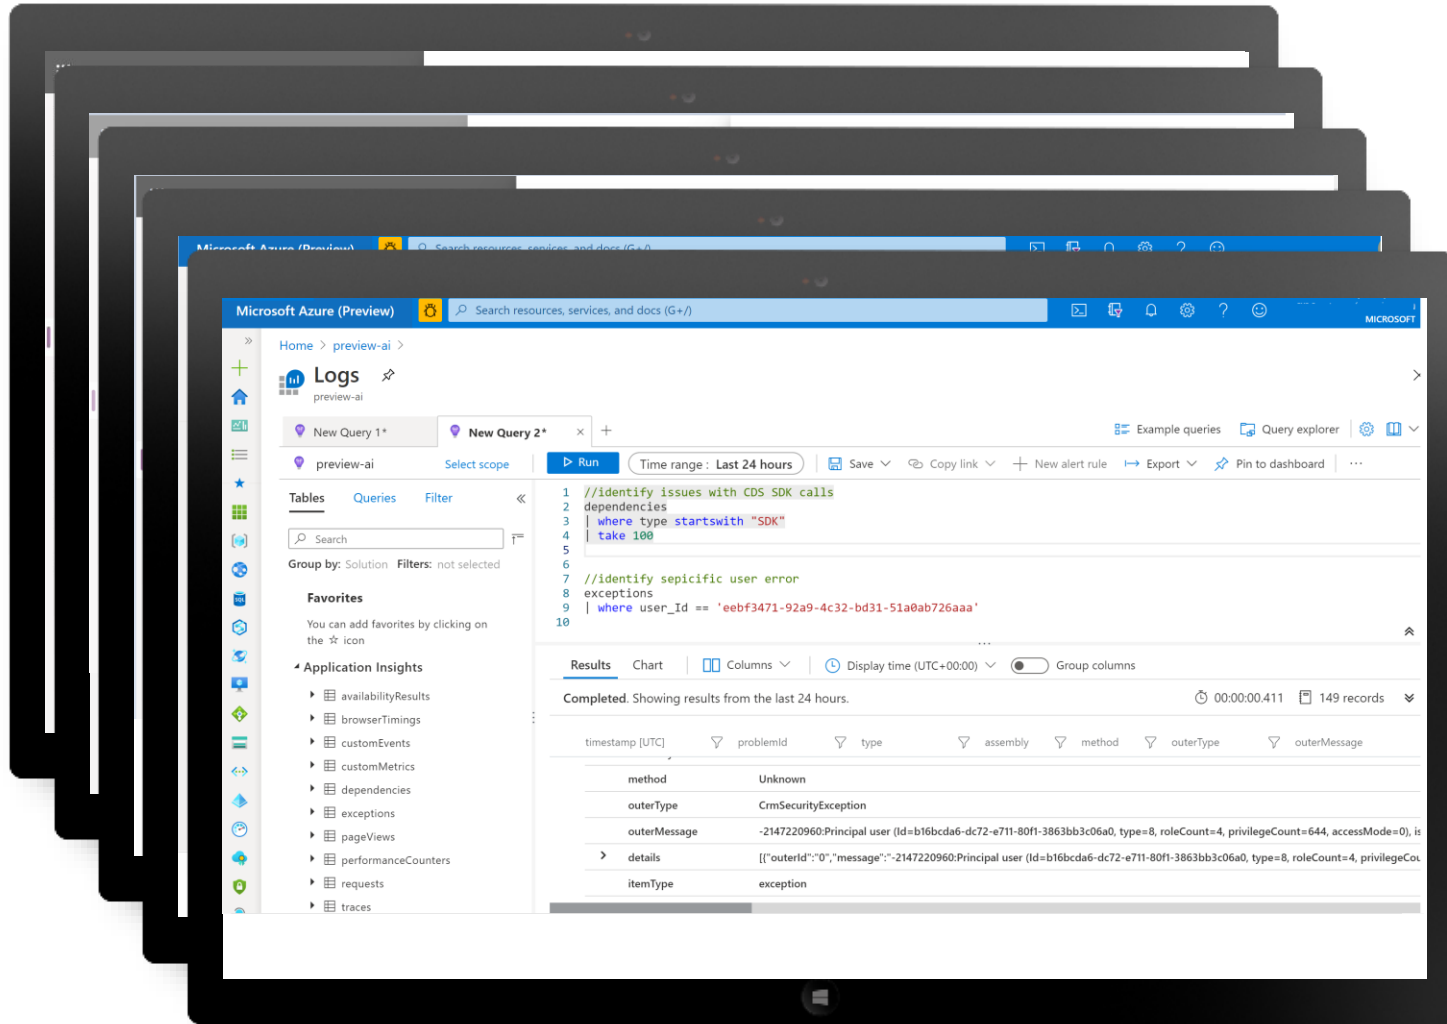 Microsoft Azure (Preview)
Search resources, services, and docs (G+/)
Microsoft Azure (Preview)
Search resources, services, and docs (G+/)
MICROSOFT
Home > preview-ai >
Logs
preview-ai
New Query 1*
New Query 2*
Example queries
Query explorer
preview-ai
Select scope
Run
Time range : Last 24 hours
Save
Copy link
New alert rule
Export
Pin to dashboard
Tables
Queries
Filter
Search
Group by: Solution Filters: not selected
Favorites
You can add favorites by clicking on
the ☆ icon
Application Insights
availabilityResults
browserTimings
customEvents
customMetrics
dependencies
exceptions
pageViews
performanceCounters
requests
traces
1 //identify issues with CDS SDK calls
2 dependencies
3 | where type startswith "SDK"
4 | take 100
5
6
7 //identify sepicific user error
8 exceptions
9 | where user_Id == 'eebf3471-92a9-4c32-bd31-51a0ab726aaa'
10
Results
Chart
Columns
Display time (UTC+00:00)
Group columns
Completed. Showing results from the last 24 hours.
00:00:00.411
149 records
timestamp [UTC] problemId type assembly method outerType outerMessage
method Unknown
outerType CrmSecurityException
outerMessage -2147220960:Principal user (Id=b16bcda6-dc72-e711-80f1-3863bb3c06a0, type=8, roleCount=4, privilegeCount=644, accessMode=0), is
details [{"outerId":"0","message":"-2147220960:Principal user (Id=b16bcda6-dc72-e711-80f1-3863bb3c06a0, type=8, roleCount=4, privilegeCou
itemType exception
SQL